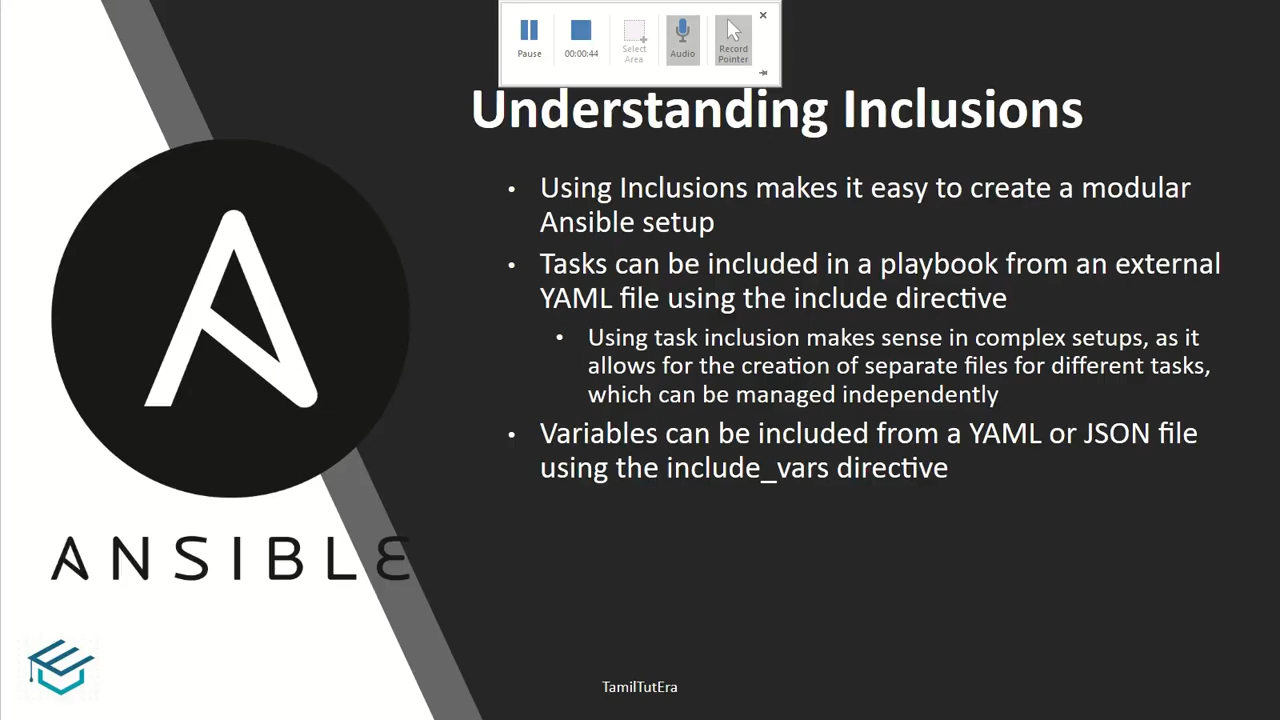 Pause
00:00:44
Select
Area
Audio
Record
Pointer
Understanding Inclusions
• Using Inclusions makes it easy to create a modular
Ansible setup
• Tasks can be included in a playbook from an external
YAML file using the include directive
• Using task inclusion makes sense in complex setups, as it
allows for the creation of separate files for different tasks,
which can be managed independently
• Variables can be included from a YAML or JSON file
using the include_vars directive
ANSIBLE
TamilTutEra